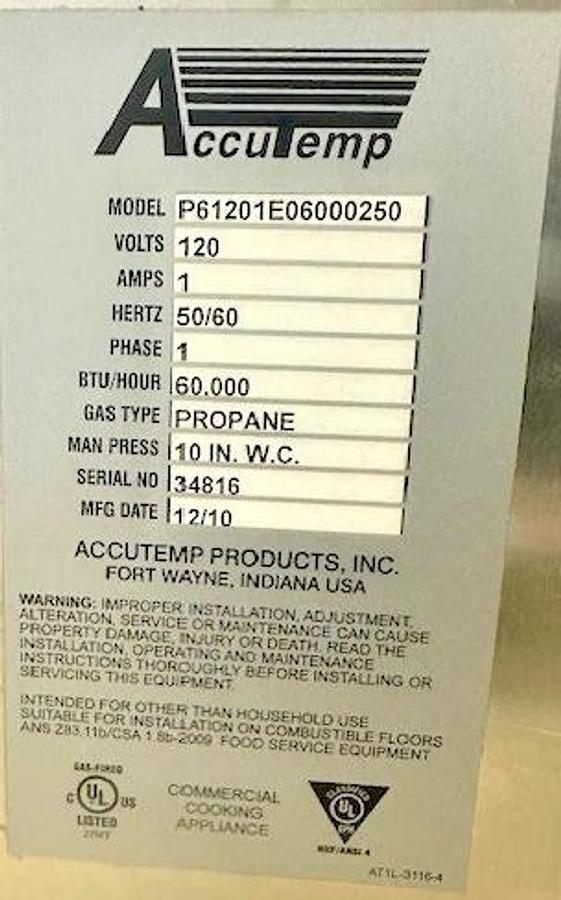 AccuTemp
MODEL P61201E06000250
VOLTS 120
AMPS 1
HERTZ 50/60
PHASE 1
BTU/HOUR 60.000
GAS TYPE PROPANE
MAN PRESS 10 IN. W.C.
SERIAL NO 34816
MFG DATE 12/10
ACCUTEMP PRODUCTS, INC.
FORT WAYNE, INDIANA USA
WARNING: IMPROPER INSTALLATION, ADJUSTMENT,
ALTERATION, SERVICE OR MAINTENANCE CAN CAUSE
PROPERTY DAMAGE, INJURY OR DEATH. READ THE
INSTALLATION, OPERATING AND MAINTENANCE
INSTRUCTIONS THOROUGHLY BEFORE INSTALLING OR
SERVICING THIS EQUIPMENT.
INTENDED FOR OTHER THAN HOUSEHOLD USE
SUITABLE FOR INSTALLATION ON COMBUSTIBLE FLOORS
ANS Z83.11b/CSA 1.8b-2009 FOOD SERVICE EQUIPMENT
GAS-FIRED
C UL US
LISTED
COMMERCIAL
COOKING
APPLIANCE
CLASSIFIED
UL
EPH
NSF/ANSI 4
AT1L-3116-4